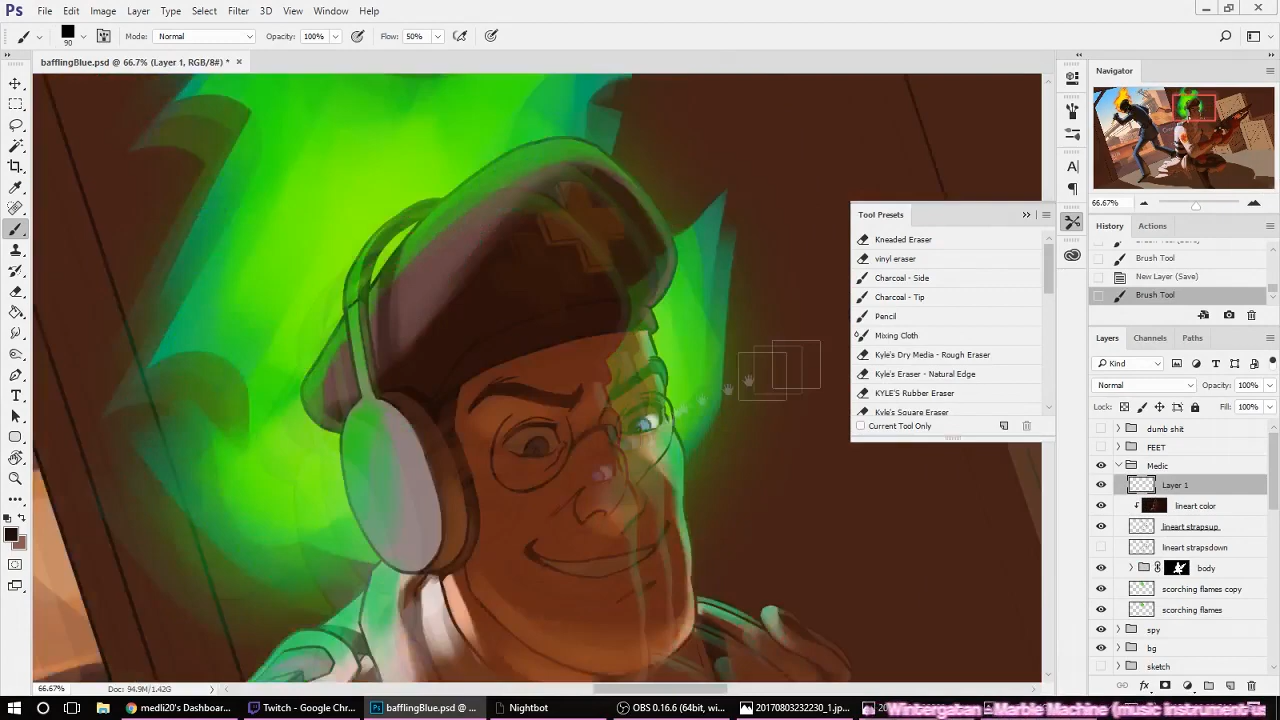 Ps File Edit Image Layer Type Select Filter 3D View Window Help
90 Mode: Normal Opacity: 100% Flow: 50%
bafflingBlue.psd @ 66.7% (Layer 1, RGB/8#) *
Navigator
66.67%
History Actions
Brush Tool
New Layer (Save)
Brush Tool
Tool Presets
Kneaded Eraser
vinyl eraser
Charcoal - Side
Charcoal - Tip
Pencil
Mixing Cloth
Kyle's Dry Media - Rough Eraser
Kyle's Eraser - Natural Edge
KYLE'S Rubber Eraser
Kyle's Square Eraser
Current Tool Only
Layers Channels Paths
Kind
Normal Opacity: 100%
Lock: Fill: 100%
dumb shit
FEET
Medic
Layer 1
lineart color
lineart strapsup
lineart strapsdown
body
scorching flames copy
scorching flames
spy
bg
sketch
66.67% Doc: 94.9M/1.42G
medli20's Dashboar... Twitch - Google Chr... bafflingBlue.psd @ ... Nightbot OBS 0.16.6 (64bit, wi... 20170803232230_1.jp...
Wintergatan - Marble Machine (music instrument us